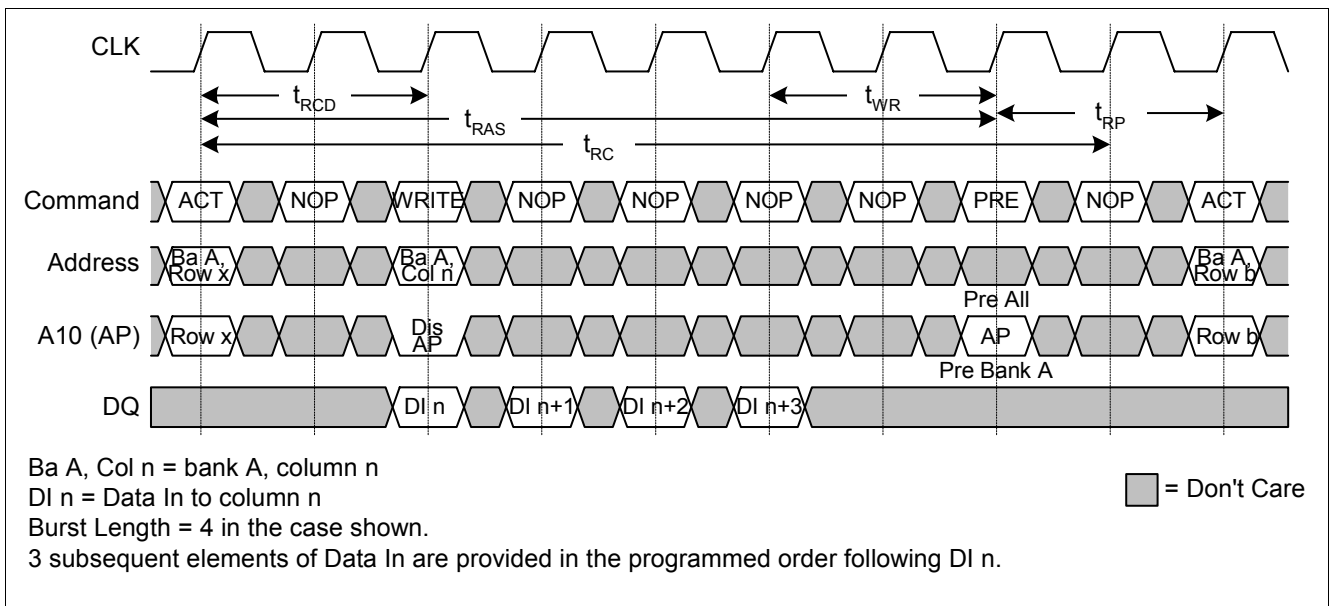 CLK
tRCD
tWR
tRAS
tRP
tRC
Command ACT NOP WRITE NOP NOP NOP NOP PRE NOP ACT
Address Ba A, Row x Ba A, Col n Ba A, Row b
Pre All
A10 (AP) Row x Dis AP AP Row b
Pre Bank A
DQ DI n DI n+1 DI n+2 DI n+3
Ba A, Col n = bank A, column n
DI n = Data In to column n
= Don't Care
Burst Length = 4 in the case shown.
3 subsequent elements of Data In are provided in the programmed order following DI n.